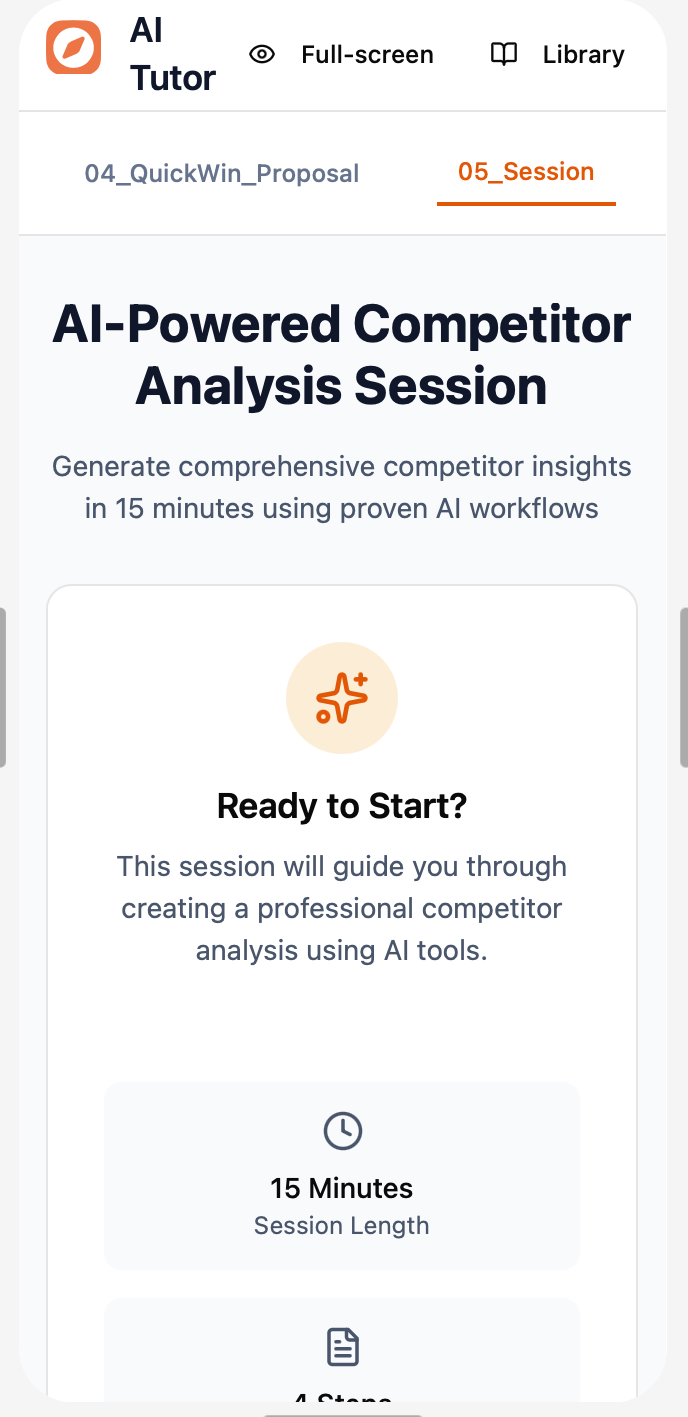 AI
Tutor
Full-screen
Library
04_QuickWin_Proposal
05_Session
AI-Powered Competitor
Analysis Session
Generate comprehensive competitor insights
in 15 minutes using proven AI workflows
Ready to Start?
This session will guide you through
creating a professional competitor
analysis using AI tools.
15 Minutes
Session Length
4 Steps